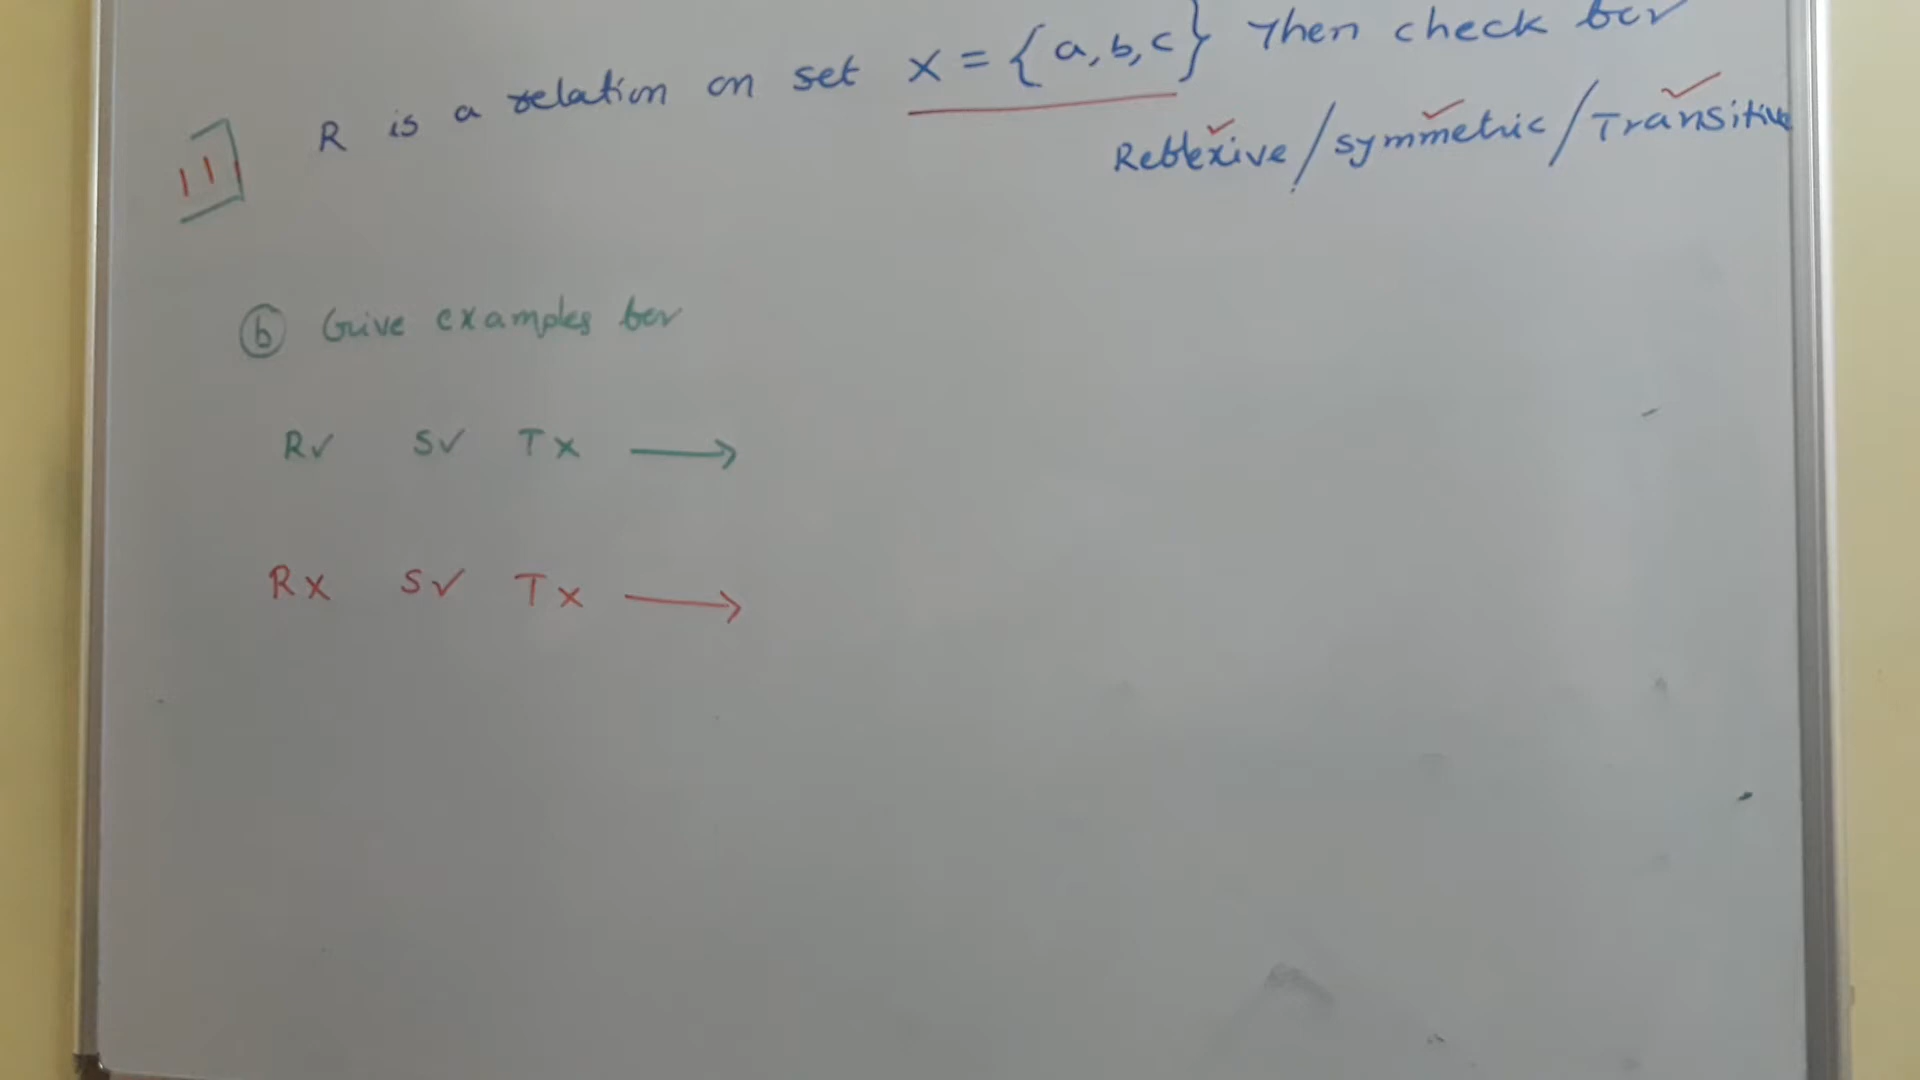 R is a relation on set X = {a, b, c} Then check for
11
Reflexive / symmetric / Transitive
b Give examples for
R✓ S✓ T× →
R× S✓ T× →